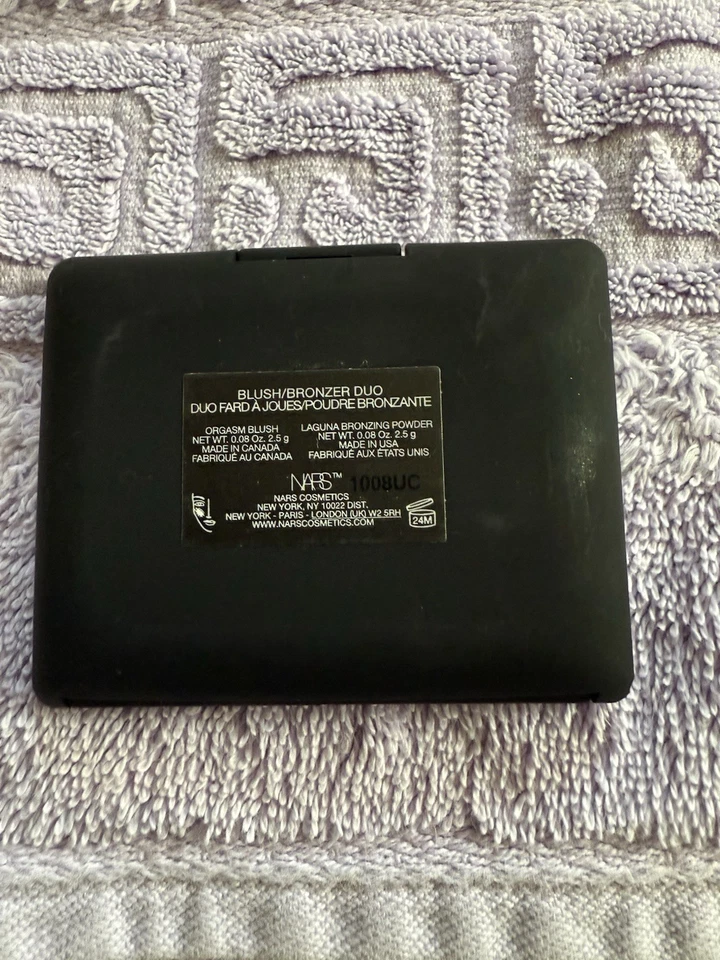 BLUSH/BRONZER DUO
DUO FARD À JOUES/POUDRE BRONZANTE
ORGASM BLUSH
NET WT. 0.08 Oz. 2.5 g
MADE IN CANADA
FABRIQUÉ AU CANADA
LAGUNA BRONZING POWDER
NET WT. 0.08 Oz. 2.5 g
MADE IN USA
FABRIQUÉ AUX ÉTATS UNIS
NARS™ 1008UC
NARS COSMETICS
NEW YORK, NY 10022 DIST.
NEW YORK - PARIS - LONDON (UK) W2 5RH
WWW.NARSCOSMETICS.COM
24M